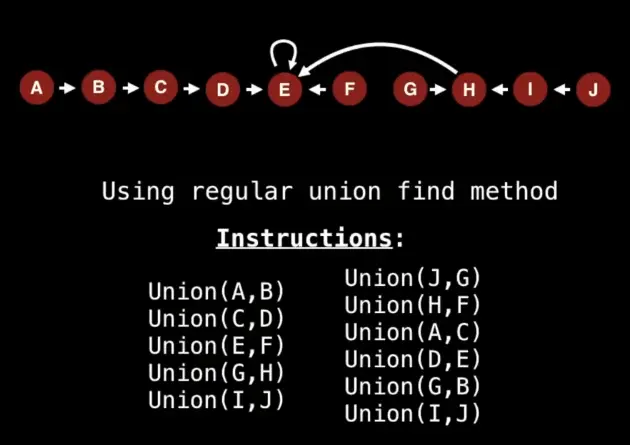 A B C D E F G H I J
Using regular union find method
Instructions:
Union(A,B)
Union(C,D)
Union(E,F)
Union(G,H)
Union(I,J)
Union(J,G)
Union(H,F)
Union(A,C)
Union(D,E)
Union(G,B)
Union(I,J)